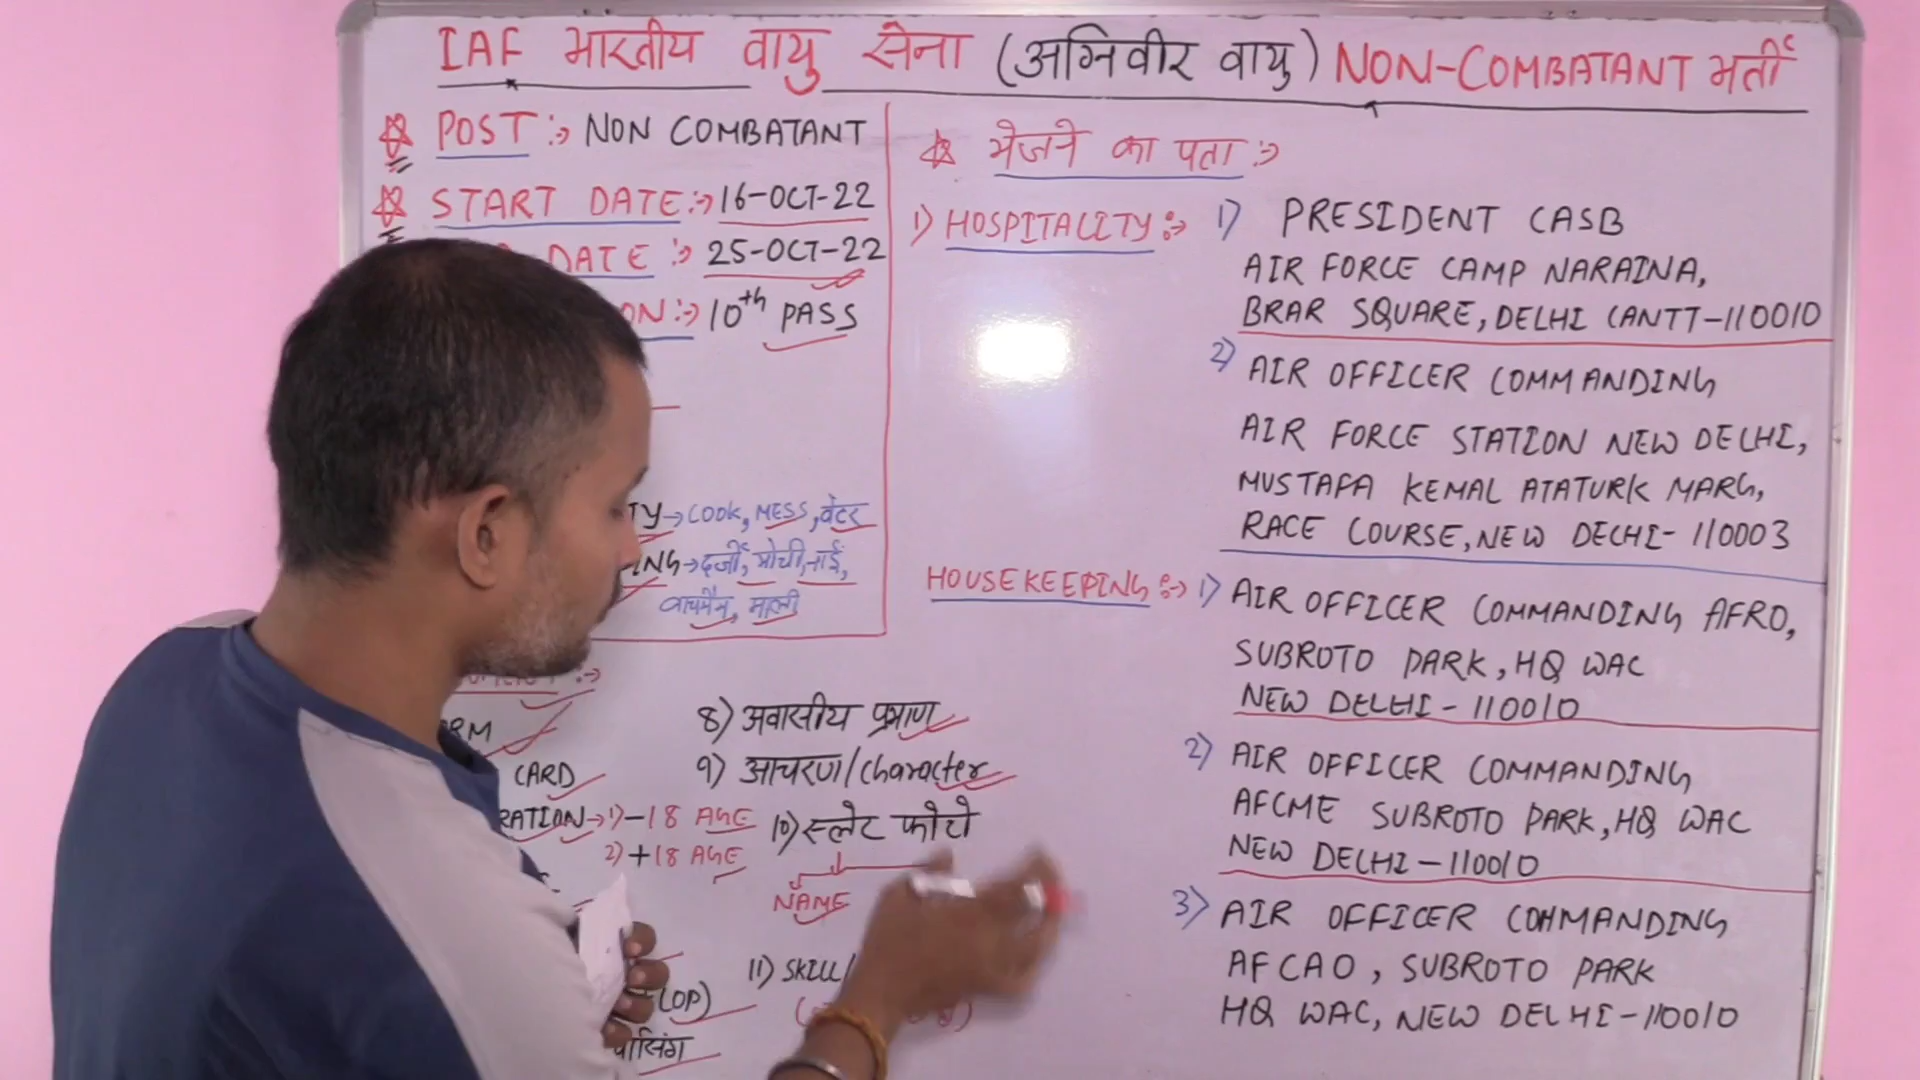 IAF भारतीय वायु सेना (अग्निवीर वायु) NON-COMBATANT भर्ती
POST :→ NON COMBATANT
START DATE :→ 16-OCT-22
DATE :→ 25-OCT-22
ON :→ 10th PASS
TY → COOK, MESS, वेटर
ING → दर्जी, मोची, नाई,
वाचमैन, माली
RM
CARD
RATION → 1) -18 AGE
2) +18 AGE
(OP)
8) अवासीय प्रमाण
9) आचरण/character
10) स्लेट फोटो
NAME
11) SKILL/
भेजने का पता :→
1) HOSPITALITY :→ 1) PRESIDENT CASB
AIR FORCE CAMP NARAINA,
BRAR SQUARE, DELHI CANTT-110010
2) AIR OFFICER COMMANDING
AIR FORCE STATION NEW DELHI,
MUSTAFA KEMAL ATATURK MARG,
RACE COURSE, NEW DELHI- 110003
HOUSEKEEPING :→ 1) AIR OFFICER COMMANDING AFRO,
SUBROTO PARK, HQ WAC
NEW DELHI - 110010
2) AIR OFFICER COMMANDING
AFCME SUBROTO PARK, HQ WAC
NEW DELHI - 110010
3) AIR OFFICER COMMANDING
AFCAO, SUBROTO PARK
HQ WAC, NEW DELHI-110010